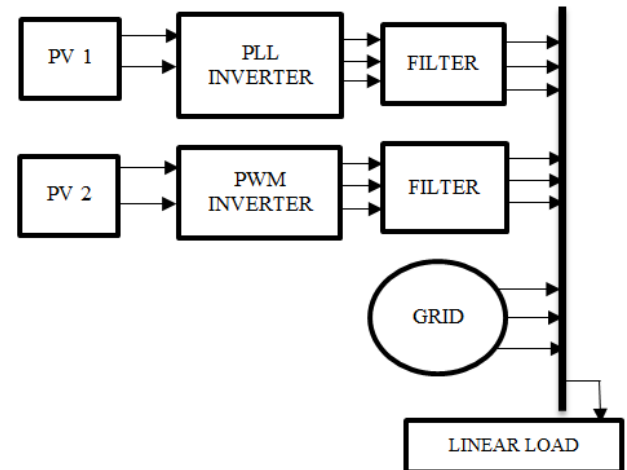 PV 1
PLL
INVERTER
FILTER
PV 2
PWM
INVERTER
FILTER
GRID
LINEAR LOAD